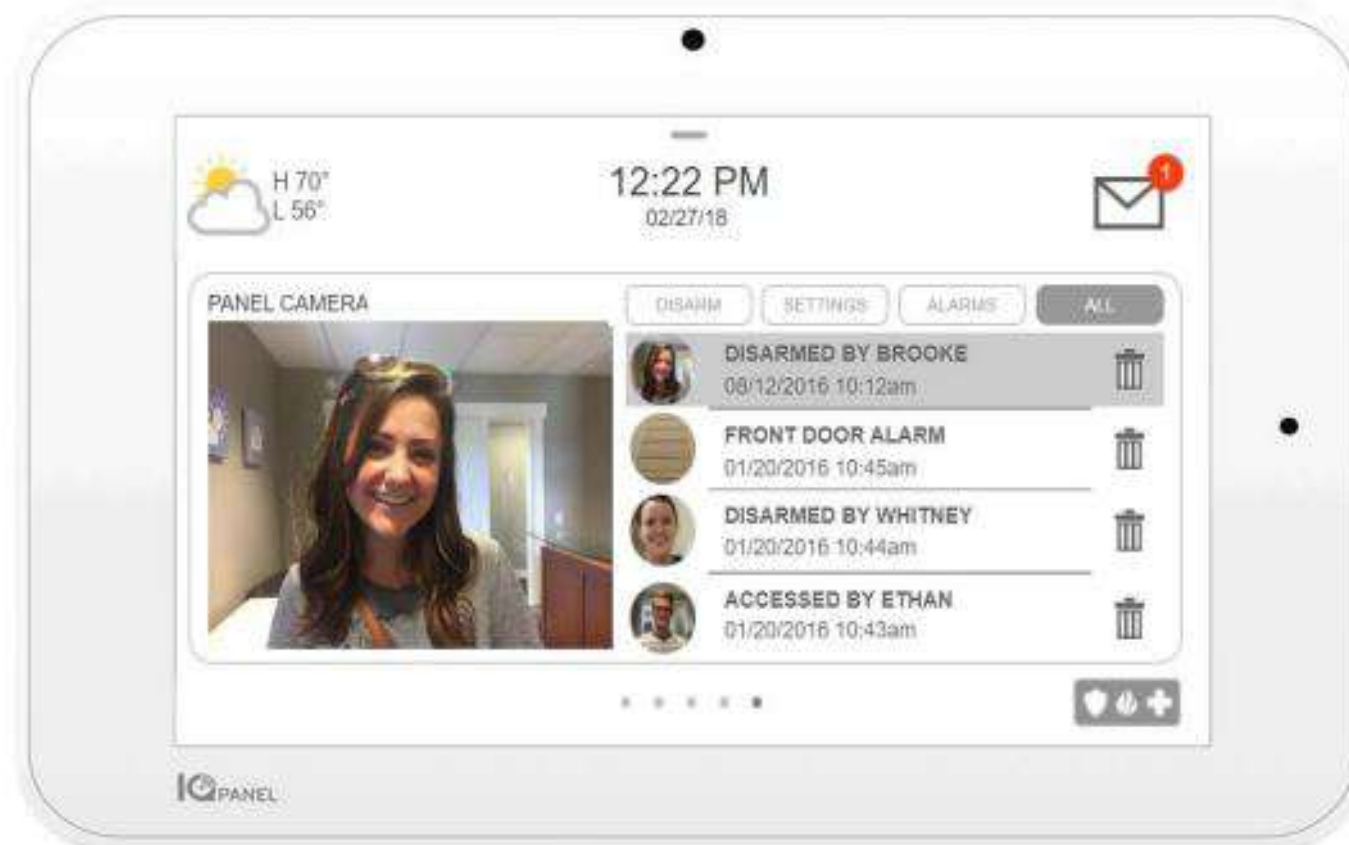 H 70°
L 56°
12:22 PM
02/27/18
1
PANEL CAMERA
DISARM
SETTINGS
ALARMS
ALL
DISARMED BY BROOKE
08/12/2016 10:12am
FRONT DOOR ALARM
01/20/2016 10:45am
DISARMED BY WHITNEY
01/20/2016 10:44am
ACCESSED BY ETHAN
01/20/2016 10:43am
IQ PANEL